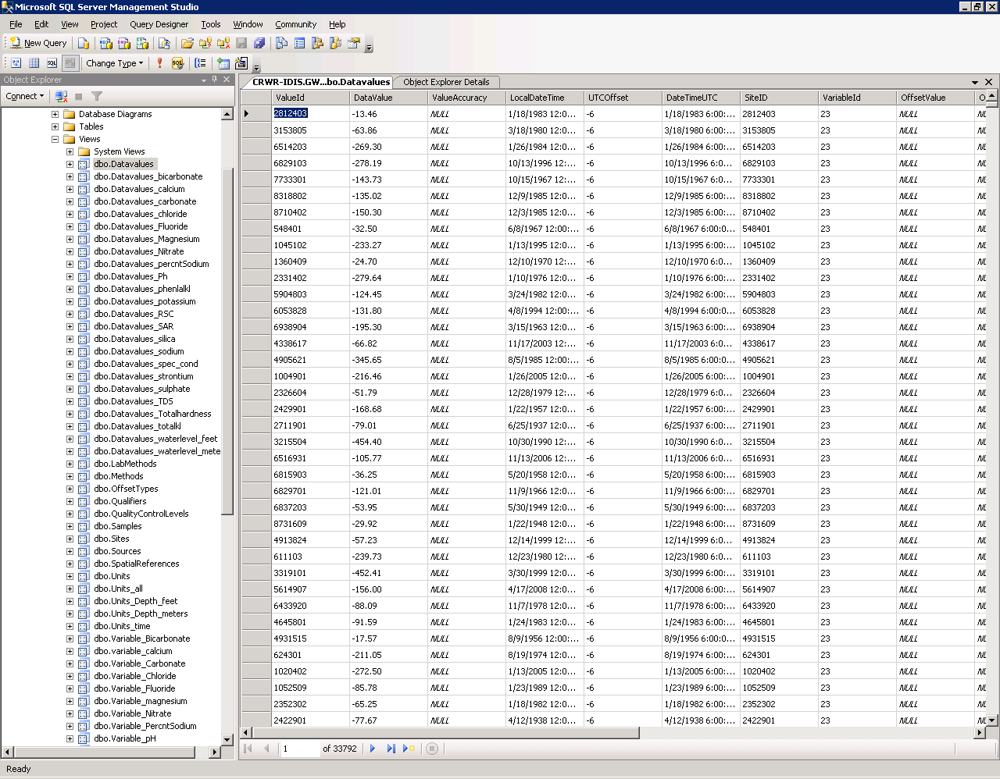 Microsoft SQL Server Management Studio
File Edit View Project Query Designer Tools Window Community Help
New Query
Change Type
Object Explorer
Connect
Database Diagrams
Tables
Views
System Views
dbo.Datavalues
dbo.Datavalues_bicarbonate
dbo.Datavalues_calcium
dbo.Datavalues_carbonate
dbo.Datavalues_chloride
dbo.Datavalues_Fluoride
dbo.Datavalues_Magnesium
dbo.Datavalues_Nitrate
dbo.Datavalues_percntSodium
dbo.Datavalues_Ph
dbo.Datavalues_phenlalkl
dbo.Datavalues_potassium
dbo.Datavalues_RSC
dbo.Datavalues_SAR
dbo.Datavalues_silica
dbo.Datavalues_sodium
dbo.Datavalues_spec_cond
dbo.Datavalues_strontium
dbo.Datavalues_sulphate
dbo.Datavalues_TDS
dbo.Datavalues_Totalhardness
dbo.Datavalues_totalkl
dbo.Datavalues_waterlevel_feet
dbo.Datavalues_waterlevel_mete
dbo.LabMethods
dbo.Methods
dbo.OffsetTypes
dbo.Qualifiers
dbo.QualityControlLevels
dbo.Samples
dbo.Sites
dbo.Sources
dbo.SpatialReferences
dbo.Units
dbo.Units_all
dbo.Units_Depth_feet
dbo.Units_Depth_meters
dbo.Units_time
dbo.Variable_Bicarbonate
dbo.variable_calcium
dbo.Variable_Carbonate
dbo.Variable_Chloride
dbo.Variable_Fluoride
dbo.Variable_magnesium
dbo.Variable_Nitrate
dbo.Variable_PercntSodium
dbo.Variable_pH
CRWR-IDIS.GW...bo.Datavalues Object Explorer Details
ValueId DataValue ValueAccuracy LocalDateTime UTCOffset DateTimeUTC SiteID VariableId OffsetValue O
2812403 -13.46 NULL 1/18/1983 12:0... -6 1/18/1983 6:00:... 2812403 23 NULL NU
3153805 -63.86 NULL 3/18/1980 12:0... -6 3/18/1980 6:00:... 3153805 23 NULL NU
6514203 -269.30 NULL 1/26/1984 12:0... -6 1/26/1984 6:00:... 6514203 23 NULL NU
6829103 -278.19 NULL 10/13/1996 12:... -6 10/13/1996 6:0... 6829103 23 NULL NU
7733301 -143.73 NULL 10/15/1967 12:... -6 10/15/1967 6:0... 7733301 23 NULL NU
8318802 -135.02 NULL 12/9/1985 12:0... -6 12/9/1985 6:00:... 8318802 23 NULL NU
8710402 -150.30 NULL 12/3/1985 12:0... -6 12/3/1985 6:00:... 8710402 23 NULL NU
548401 -32.50 NULL 6/8/1967 12:00:... -6 6/8/1967 6:00:0... 548401 23 NULL NU
1045102 -233.27 NULL 1/13/1995 12:0... -6 1/13/1995 6:00:... 1045102 23 NULL NU
1360409 -24.70 NULL 12/10/1970 12:... -6 12/10/1970 6:0... 1360409 23 NULL NU
2331402 -279.64 NULL 1/10/1976 12:0... -6 1/10/1976 6:00:... 2331402 23 NULL NU
5904803 -124.45 NULL 3/24/1982 12:0... -6 3/24/1982 6:00:... 5904803 23 NULL NU
6053828 -131.80 NULL 4/8/1994 12:00:... -6 4/8/1994 6:00:0... 6053828 23 NULL NU
6938904 -195.30 NULL 3/15/1963 12:0... -6 3/15/1963 6:00:... 6938904 23 NULL NU
4338617 -66.82 NULL 11/17/2003 12:... -6 11/17/2003 6:0... 4338617 23 NULL NU
4905621 -345.65 NULL 8/5/1985 12:00:... -6 8/5/1985 6:00:0... 4905621 23 NULL NU
1004901 -216.46 NULL 1/26/2005 12:0... -6 1/26/2005 6:00:... 1004901 23 NULL NU
2326604 -51.79 NULL 12/28/1979 12:... -6 12/28/1979 6:0... 2326604 23 NULL NU
2429901 -168.68 NULL 1/22/1957 12:0... -6 1/22/1957 6:00:... 2429901 23 NULL NU
2711901 -79.01 NULL 6/25/1937 12:0... -6 6/25/1937 6:00:... 2711901 23 NULL NU
3215504 -454.40 NULL 10/30/1990 12:... -6 10/30/1990 6:0... 3215504 23 NULL NU
6516931 -105.77 NULL 11/13/2006 12:... -6 11/13/2006 6:0... 6516931 23 NULL NU
6815903 -36.25 NULL 5/20/1958 12:0... -6 5/20/1958 6:00:... 6815903 23 NULL NU
6829701 -121.01 NULL 11/9/1966 12:0... -6 11/9/1966 6:00:... 6829701 23 NULL NU
6837203 -53.95 NULL 5/30/1949 12:0... -6 5/30/1949 6:00:... 6837203 23 NULL NU
8731609 -29.92 NULL 1/22/1948 12:0... -6 1/22/1948 6:00:... 8731609 23 NULL NU
4913824 -57.23 NULL 12/14/1999 12:... -6 12/14/1999 6:0... 4913824 23 NULL NU
611103 -239.73 NULL 12/23/1980 12:... -6 12/23/1980 6:0... 611103 23 NULL NU
3319101 -452.41 NULL 3/30/1999 12:0... -6 3/30/1999 6:00:... 3319101 23 NULL NU
5614907 -156.00 NULL 4/17/2008 12:0... -6 4/17/2008 6:00:... 5614907 23 NULL NU
6433920 -88.09 NULL 11/7/1978 12:0... -6 11/7/1978 6:00:... 6433920 23 NULL NU
4645801 -91.59 NULL 1/24/1983 12:0... -6 1/24/1983 6:00:... 4645801 23 NULL NU
4931515 -17.57 NULL 8/9/1956 12:00:... -6 8/9/1956 6:00:0... 4931515 23 NULL NU
624301 -211.05 NULL 8/19/1974 12:0... -6 8/19/1974 6:00:... 624301 23 NULL NU
1020402 -272.50 NULL 1/13/2005 12:0... -6 1/13/2005 6:00:... 1020402 23 NULL NU
1052509 -85.78 NULL 1/23/1989 12:0... -6 1/23/1989 6:00:... 1052509 23 NULL NU
2352302 -65.25 NULL 1/18/1982 12:0... -6 1/18/1982 6:00:... 2352302 23 NULL NU
2422901 -77.67 NULL 4/12/1938 12:0... -6 4/12/1938 6:00:... 2422901 23 NULL NU
1 of 33792
Ready